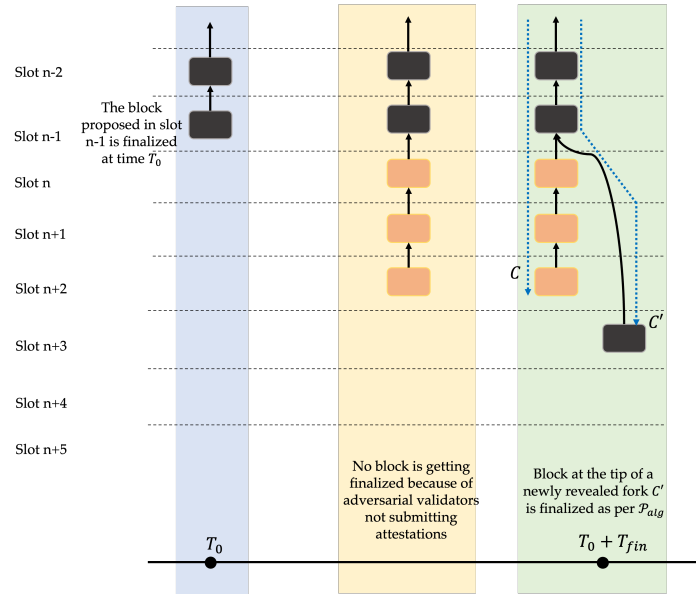 Slot n-2
The block
proposed in slot
n-1 is finalized
at time T₀
Slot n-1
Slot n
Slot n+1
Slot n+2
Slot n+3
Slot n+4
Slot n+5
C
C′
No block is getting
finalized because of
adversarial validators
not submitting
attestations
Block at the tip of a
newly revealed fork C′
is finalized as per 𝒫alg
T₀
T₀ + Tfin